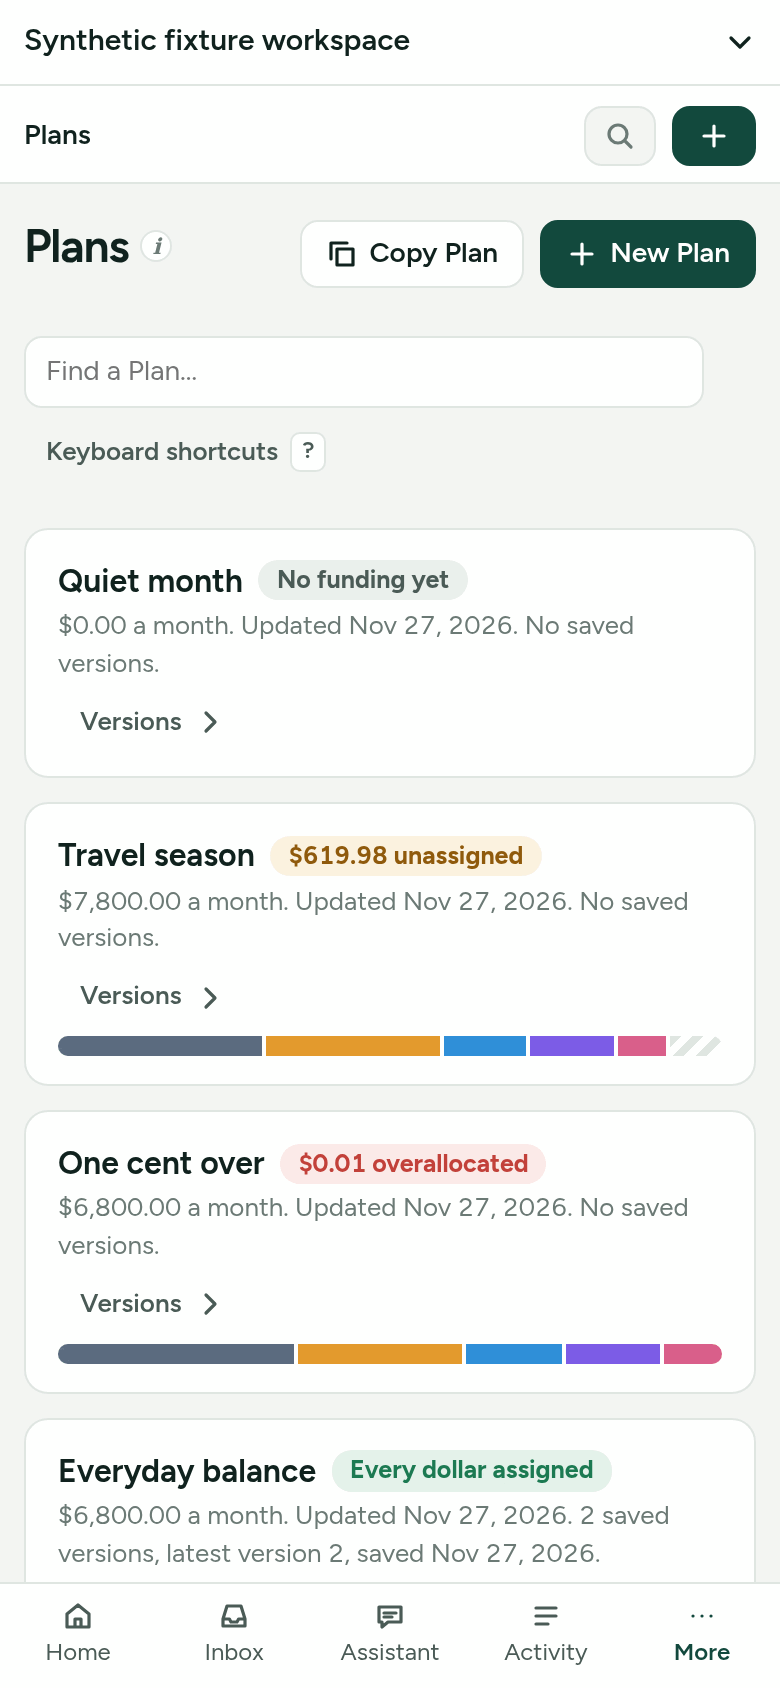 Synthetic fixture workspace
Plans
Plans i
Copy Plan
New Plan
Find a Plan...
Keyboard shortcuts ?
Quiet month No funding yet
$0.00 a month. Updated Nov 27, 2026. No saved
versions.
Versions
Travel season $619.98 unassigned
$7,800.00 a month. Updated Nov 27, 2026. No saved
versions.
Versions
One cent over $0.01 overallocated
$6,800.00 a month. Updated Nov 27, 2026. No saved
versions.
Versions
Everyday balance Every dollar assigned
$6,800.00 a month. Updated Nov 27, 2026. 2 saved
versions, latest version 2, saved Nov 27, 2026.
Home Inbox Assistant Activity More